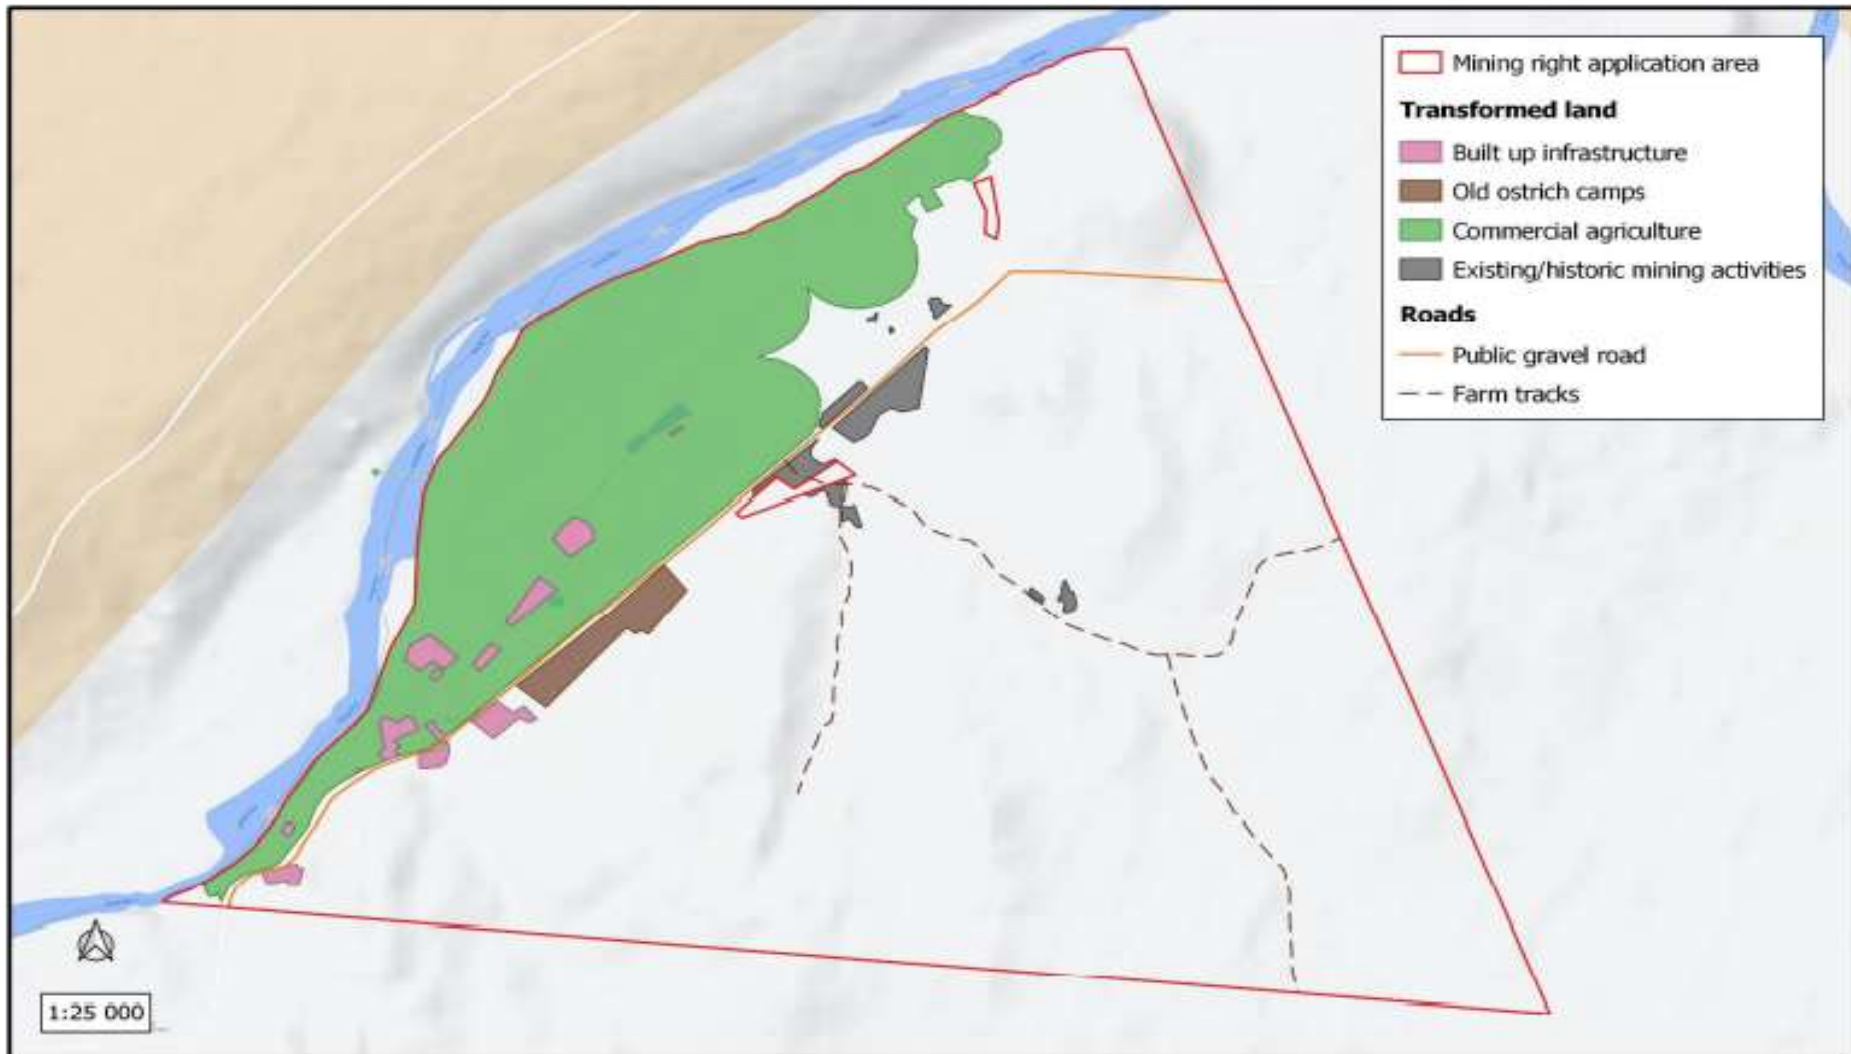 Mining right application area
Transformed land
Built up infrastructure
Old ostrich camps
Commercial agriculture
Existing/historic mining activities
Roads
Public gravel road
Farm tracks
1:25 000